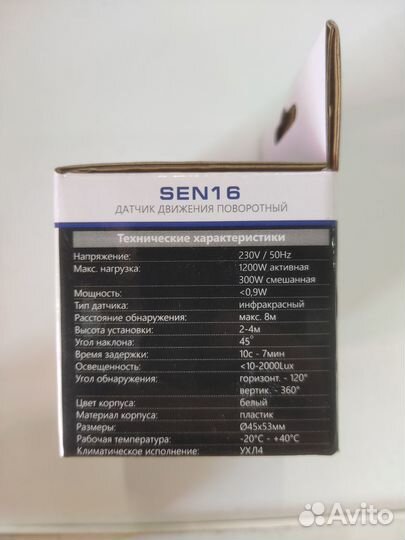 SEN16
ДАТЧИК ДВИЖЕНИЯ ПОВОРОТНЫЙ
Технические характеристики
Напряжение: 230V / 50Hz
Макс. нагрузка: 1200W активная
300W смешанная
Мощность: <0,9W
Тип датчика: инфракрасный
Расстояние обнаружения: макс. 8м
Высота установки: 2-4м
Угол наклона: 45°
Время задержки: 10с - 7мин
Освещенность: <10-2000Lux
Угол обнаружения: горизонт. - 120°
вертик. - 360°
Цвет корпуса: белый
Материал корпуса: пластик
Размеры: Ø45х53мм
Рабочая температура: -20°С - +40°С
Климатическое исполнение: УХЛ4
Avito